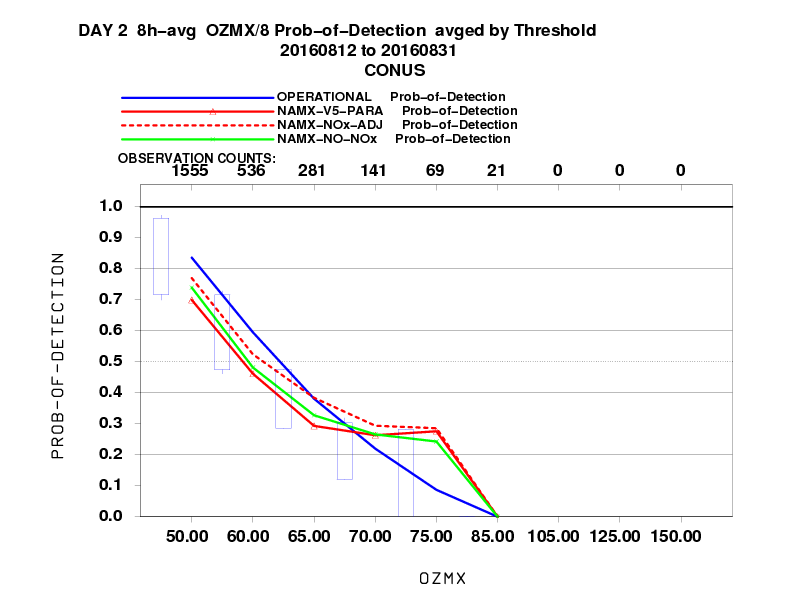 DAY 2 8h-avg OZMX/8 Prob-of-Detection avged by Threshold
20160812 to 20160831
CONUS
OPERATIONAL Prob-of-Detection
NAMX-V5-PARA Prob-of-Detection
NAMX-NOx-ADJ Prob-of-Detection
NAMX-NO-NOx Prob-of-Detection
OBSERVATION COUNTS:
1555 536 281 141 69 21 0 0 0
1.0
0.9
0.8
0.7
0.6
0.5
0.4
0.3
0.2
0.1
0.0
PROB-OF-DETECTION
50.00 60.00 65.00 70.00 75.00 85.00 105.00 125.00 150.00
OZMX